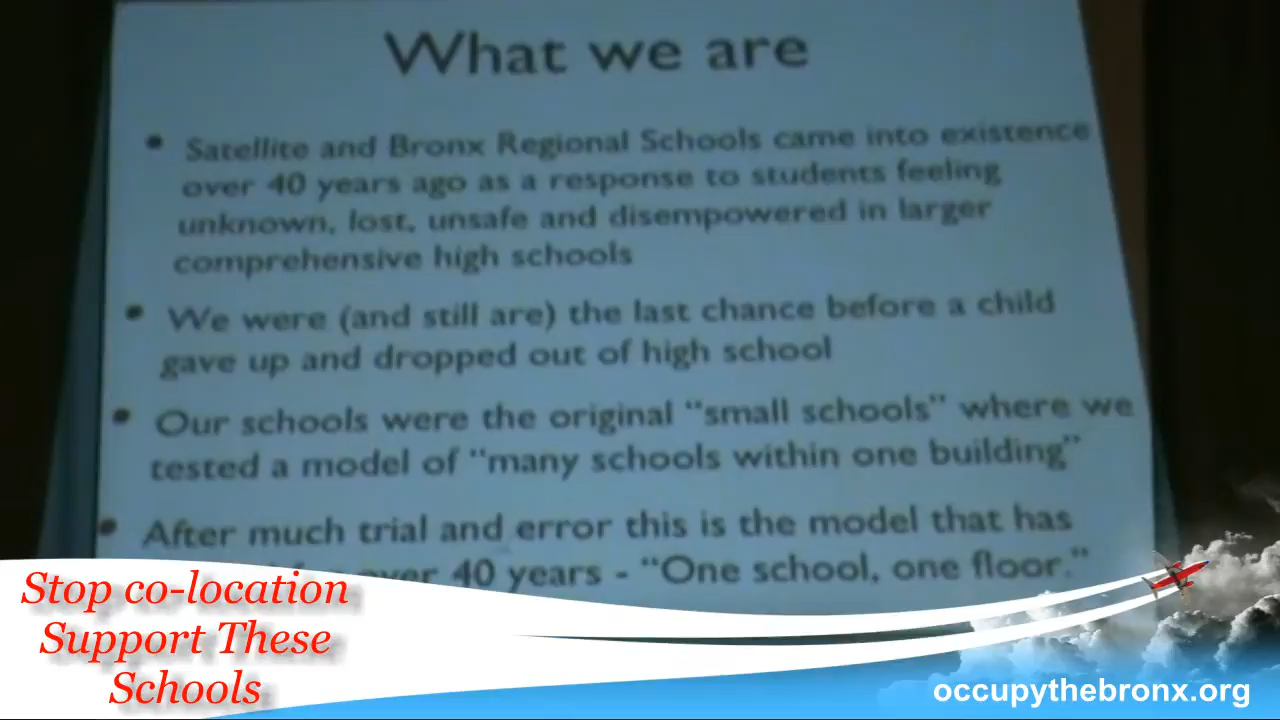 What we are
• Satellite and Bronx Regional Schools came into existence
over 40 years ago as a response to students feeling
unknown, lost, unsafe and disempowered in larger
comprehensive high schools
• We were (and still are) the last chance before a child
gave up and dropped out of high school
• Our schools were the original “small schools” where we
tested a model of “many schools within one building”
• After much trial and error this is the model that has
over 40 years - “One school, one floor.”
Stop co-location
Support These
Schools
occupythebronx.org